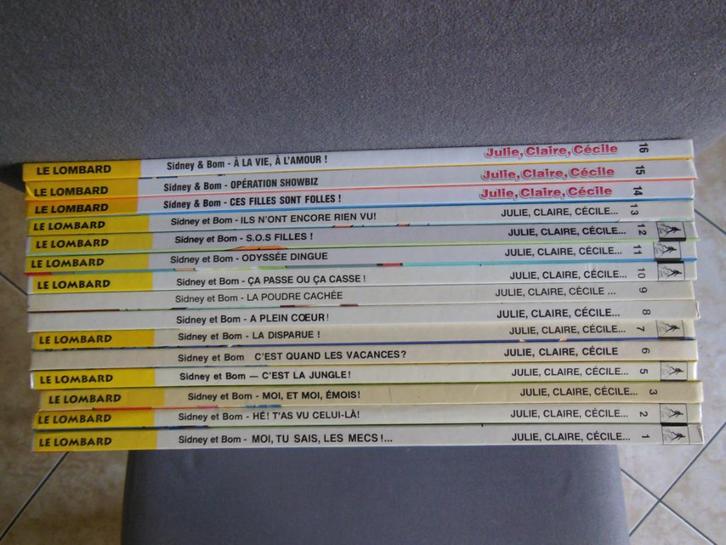 LE LOMBARD Sidney & Bom - À LA VIE, À L'AMOUR ! Julie, Claire, Cécile 16
LE LOMBARD Sidney & Bom - OPÉRATION SHOWBIZ Julie, Claire, Cécile 15
LE LOMBARD Sidney & Bom - CES FILLES SONT FOLLES ! Julie, Claire, Cécile 14
LE LOMBARD Sidney et Bom - ILS N'ONT ENCORE RIEN VU! JULIE, CLAIRE, CÉCILE... 13
LE LOMBARD Sidney et Bom - S.O.S FILLES ! JULIE, CLAIRE, CÉCILE... 12
LE LOMBARD Sidney et Bom - ODYSSÉE DINGUE JULIE, CLAIRE, CÉCILE... 11
LE LOMBARD Sidney et Bom - ÇA PASSE OU ÇA CASSE ! JULIE, CLAIRE, CÉCILE... 10
Sidney et Bom - LA POUDRE CACHÉE JULIE, CLAIRE, CÉCILE ... 9
Sidney et Bom - A PLEIN CŒUR! JULIE, CLAIRE, CÉCILE... 8
LE LOMBARD Sidney et Bom - LA DISPARUE ! JULIE, CLAIRE, CÉCILE... 7
Sidney et Bom C'EST QUAND LES VACANCES? JULIE, CLAIRE, CÉCILE 6
LE LOMBARD Sidney et Bom — C'EST LA JUNGLE! JULIE, CLAIRE, CÉCILE... 5
LE LOMBARD Sidney et Bom - MOI, ET MOI, ÉMOIS! JULIE, CLAIRE, CÉCILE... 3
LE LOMBARD Sidney et Bom - HÉ! T'AS VU CELUI-LÀ! JULIE, CLAIRE, CÉCILE... 2
LE LOMBARD Sidney et Bom - MOI, TU SAIS, LES MECS !... JULIE, CLAIRE, CÉCILE... 1